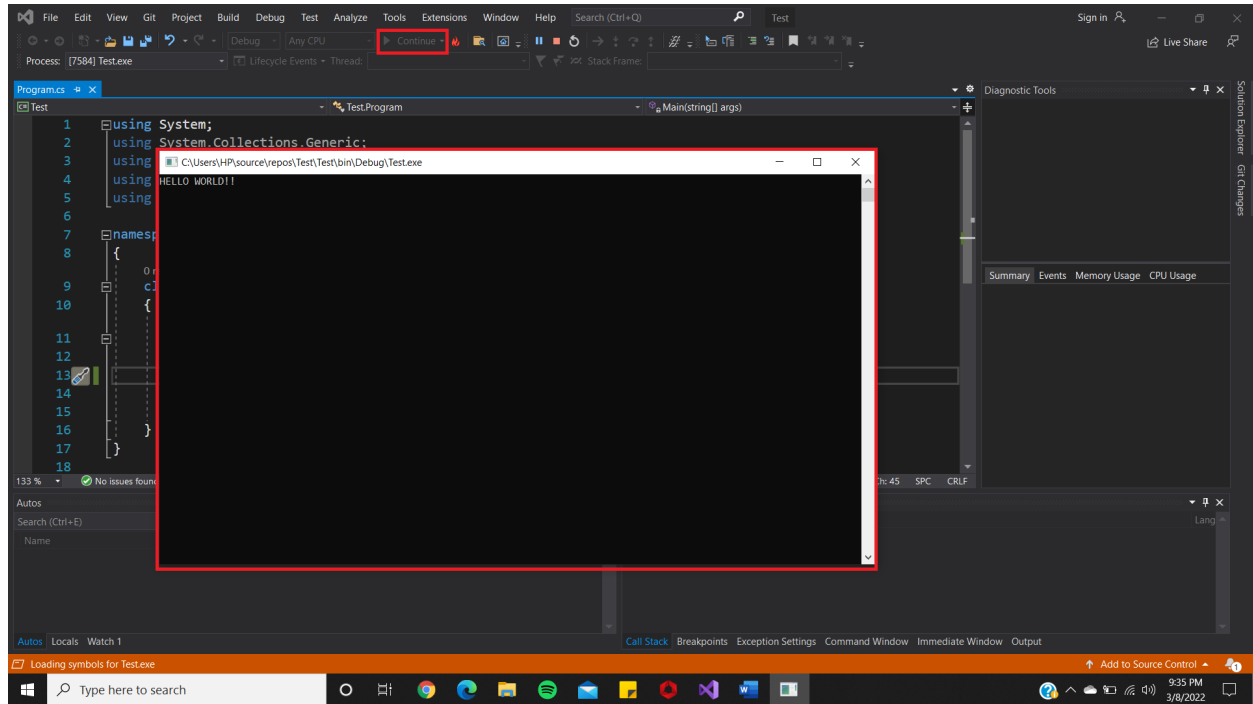 File Edit View Git Project Build Debug Test Analyze Tools Extensions Window Help Search (Ctrl+Q) Test Sign in
Debug Any CPU Continue Live Share
Process: [7584] Test.exe Lifecycle Events Thread: Stack Frame:
Program.cs
Test Test.Program Main(string[] args)
1 using System;
2 using System.Collections.Generic;
3 using
4 using
5 using
6
7 namesp
8 {
9 cl
10 {
11
12
13
14
15
16 }
17 }
18
133 % No issues foun Ch: 45 SPC CRLF
C:\Users\HP\source\repos\Test\Test\bin\Debug\Test.exe
HELLO WORLD!!
Diagnostic Tools
Summary Events Memory Usage CPU Usage
Solution Explorer
Git Changes
Autos
Search (Ctrl+E)
Name
Lang
Autos Locals Watch 1
Call Stack Breakpoints Exception Settings Command Window Immediate Window Output
Loading symbols for Test.exe Add to Source Control 1
Type here to search
9:35 PM
3/8/2022